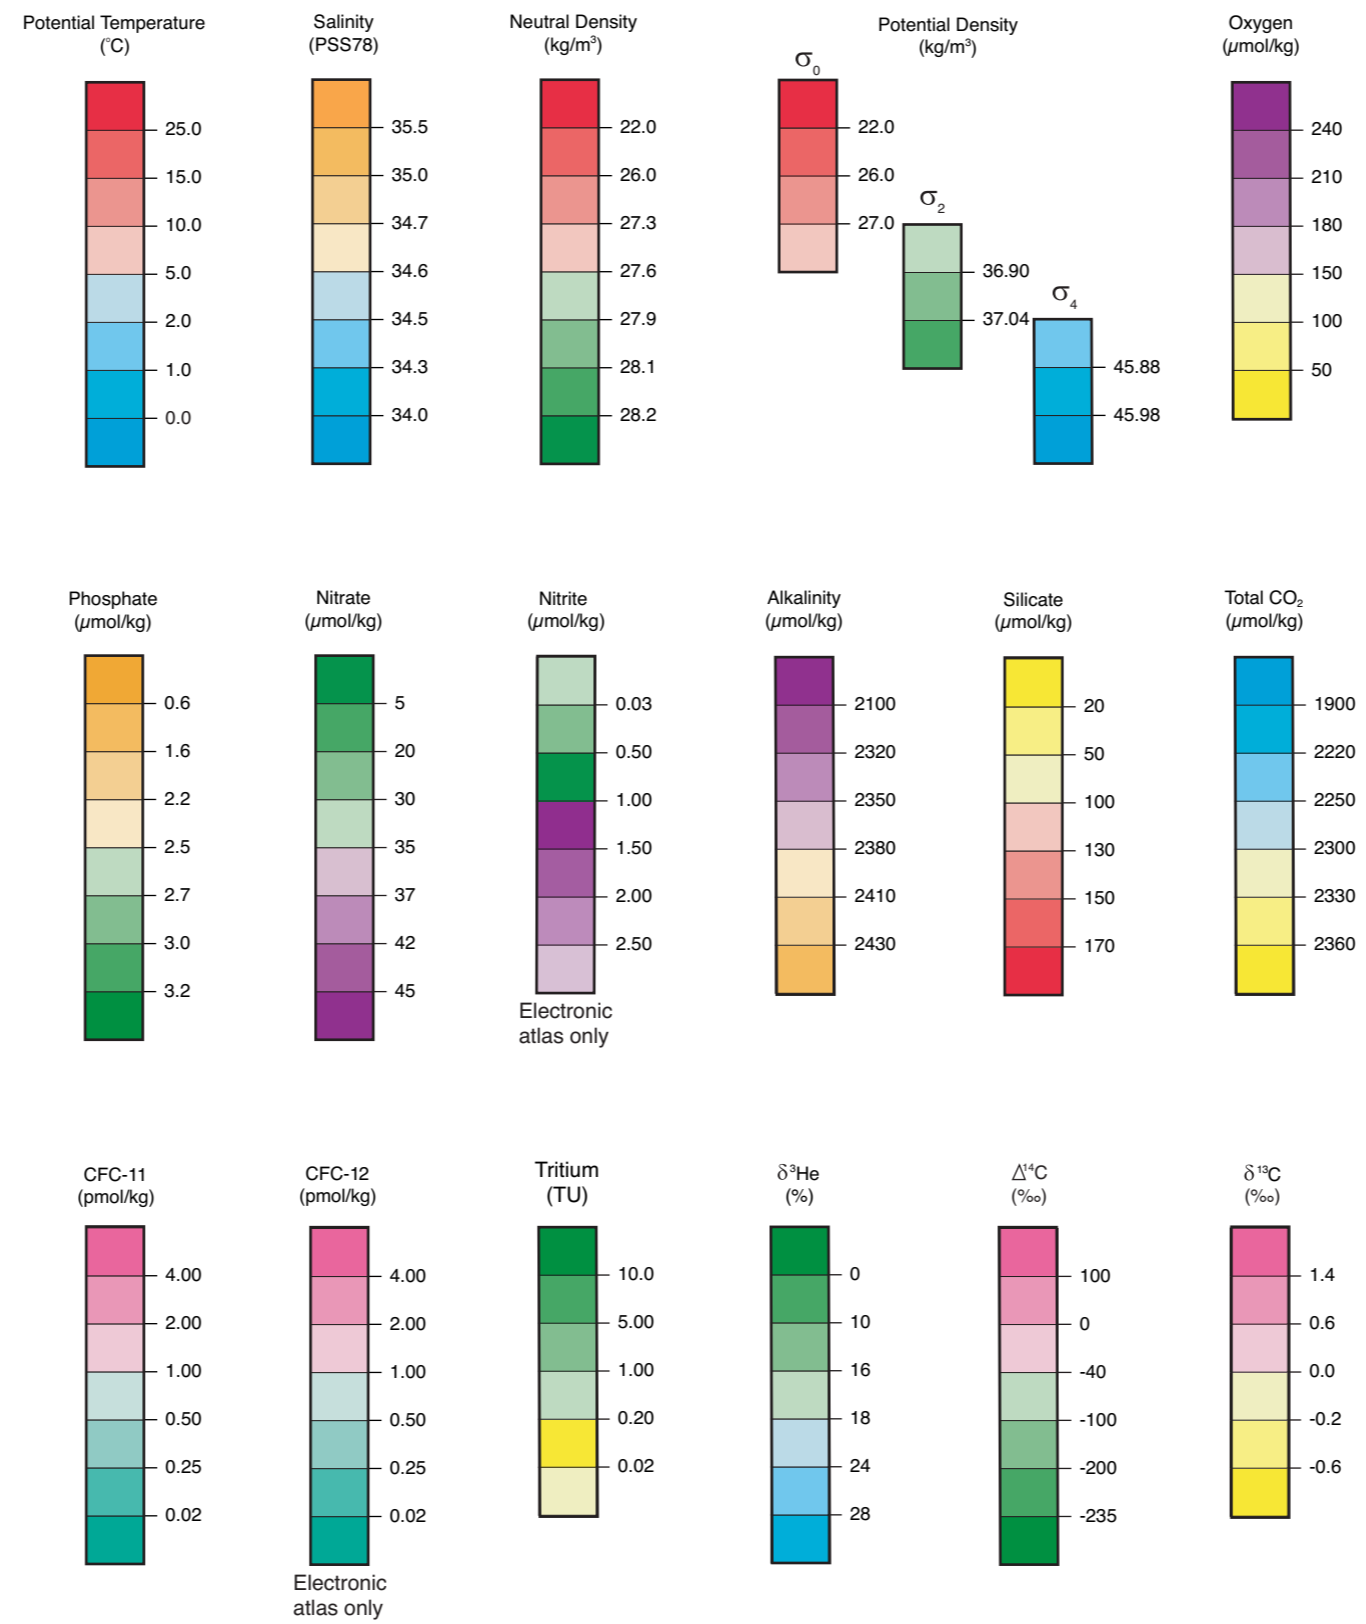 Potential Temperature
(°C)
25.0
15.0
10.0
5.0
2.0
1.0
0.0
Salinity
(PSS78)
35.5
35.0
34.7
34.6
34.5
34.3
34.0
Neutral Density
(kg/m³)
22.0
26.0
27.3
27.6
27.9
28.1
28.2
Potential Density
(kg/m³)
σ₀
22.0
26.0
27.0
σ₂
36.90
37.04
σ₄
45.88
45.98
Oxygen
(µmol/kg)
240
210
180
150
100
50
Phosphate
(µmol/kg)
0.6
1.6
2.2
2.5
2.7
3.0
3.2
Nitrate
(µmol/kg)
5
20
30
35
37
42
45
Nitrite
(µmol/kg)
0.03
0.50
1.00
1.50
2.00
2.50
Electronic
atlas only
Alkalinity
(µmol/kg)
2100
2320
2350
2380
2410
2430
Silicate
(µmol/kg)
20
50
100
130
150
170
Total CO₂
(µmol/kg)
1900
2220
2250
2300
2330
2360
CFC-11
(pmol/kg)
4.00
2.00
1.00
0.50
0.25
0.02
CFC-12
(pmol/kg)
4.00
2.00
1.00
0.50
0.25
0.02
Electronic
atlas only
Tritium
(TU)
10.0
5.00
1.00
0.20
0.02
δ³He
(%)
0
10
16
18
24
28
Δ¹⁴C
(‰)
100
0
-40
-100
-200
-235
δ¹³C
(‰)
1.4
0.6
0.0
-0.2
-0.6